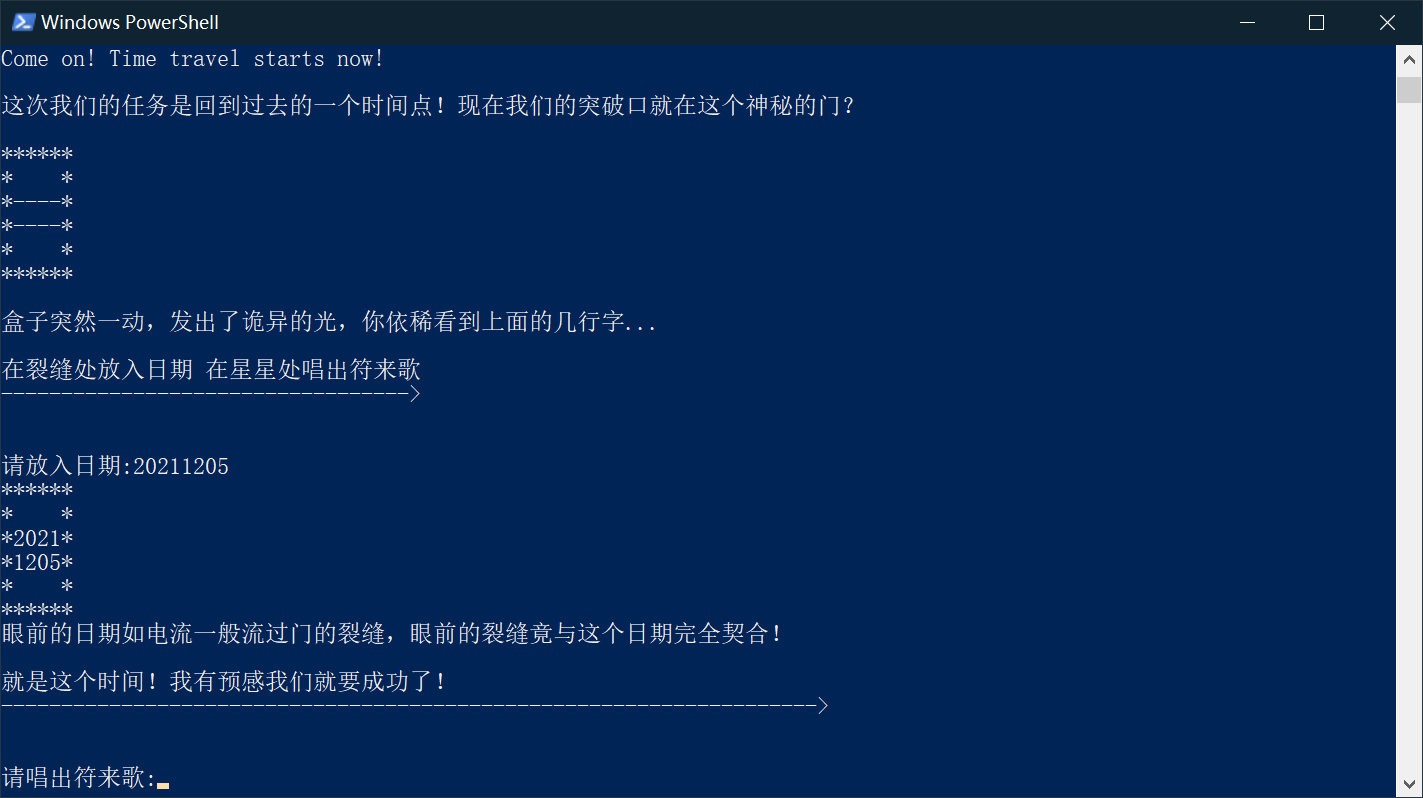 Windows PowerShell
Come on! Time travel starts now!
这次我们的任务是回到过去的一个时间点！现在我们的突破口就在这个神秘的门？
******
*    *
*----*
*----*
*    *
******
盒子突然一动，发出了诡异的光，你依稀看到上面的几行字...
在裂缝处放入日期 在星星处唱出符来歌
---------------------------------->
请放入日期:20211205
******
*    *
*2021*
*1205*
*    *
******
眼前的日期如电流一般流过门的裂缝，眼前的裂缝竟与这个日期完全契合！
就是这个时间！我有预感我们就要成功了！
-------------------------------------------------------------------->
请唱出符来歌: